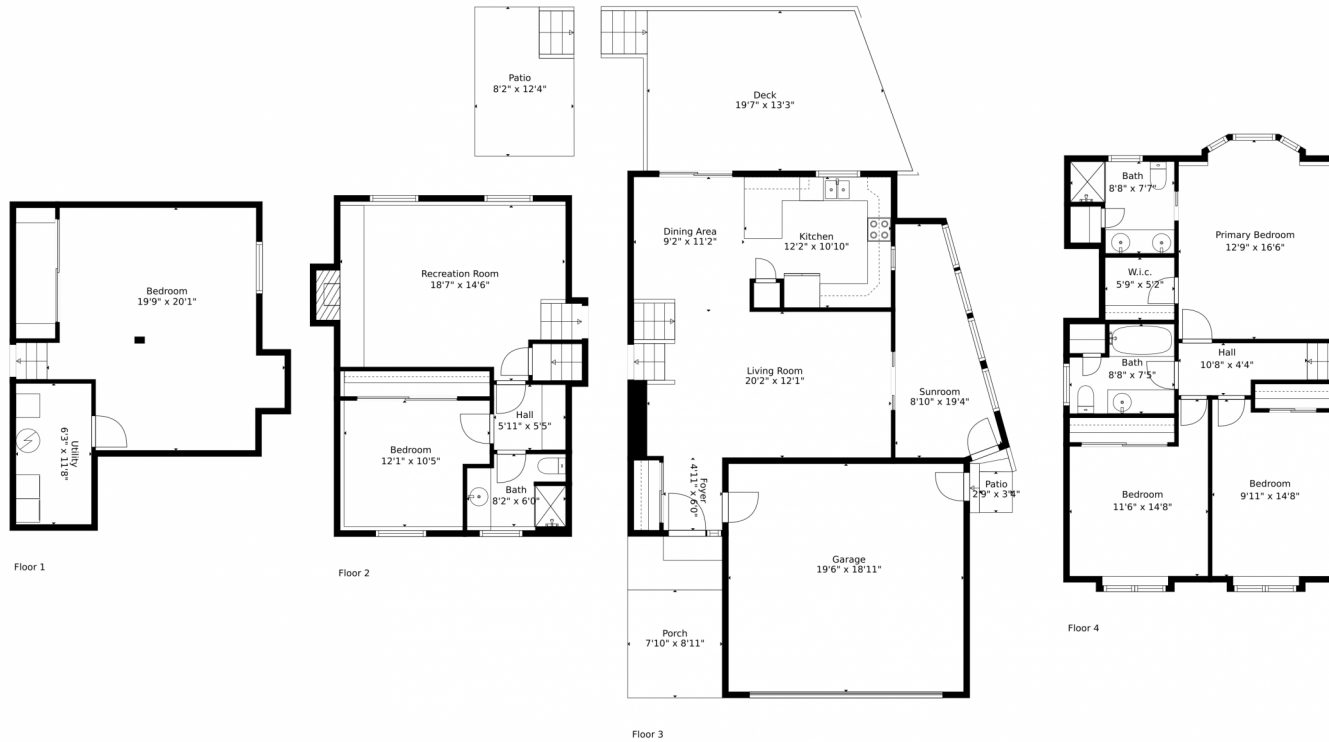 Bedroom
19'9" x 20'1"
Utility
6'3" x 11'8"
Floor 1
Recreation Room
18'7" x 14'6"
Hall
5'11" x 5'5"
Bedroom
12'1" x 10'5"
Bath
8'2" x 6'0"
Floor 2
Patio
8'2" x 12'4"
Deck
19'7" x 13'3"
Dining Area
9'2" x 11'2"
Kitchen
12'2" x 10'10"
Living Room
20'2" x 12'1"
Sunroom
8'10" x 19'4"
Foyer
4'11" x 6'0"
Patio
2'9" x 3'4"
Garage
19'6" x 18'11"
Porch
7'10" x 8'11"
Floor 3
Bath
8'8" x 7'7"
Primary Bedroom
12'9" x 16'6"
W.i.c.
5'9" x 5'2"
Hall
10'8" x 4'4"
Bath
8'8" x 7'5"
Bedroom
11'6" x 14'8"
Bedroom
9'11" x 14'8"
Floor 4